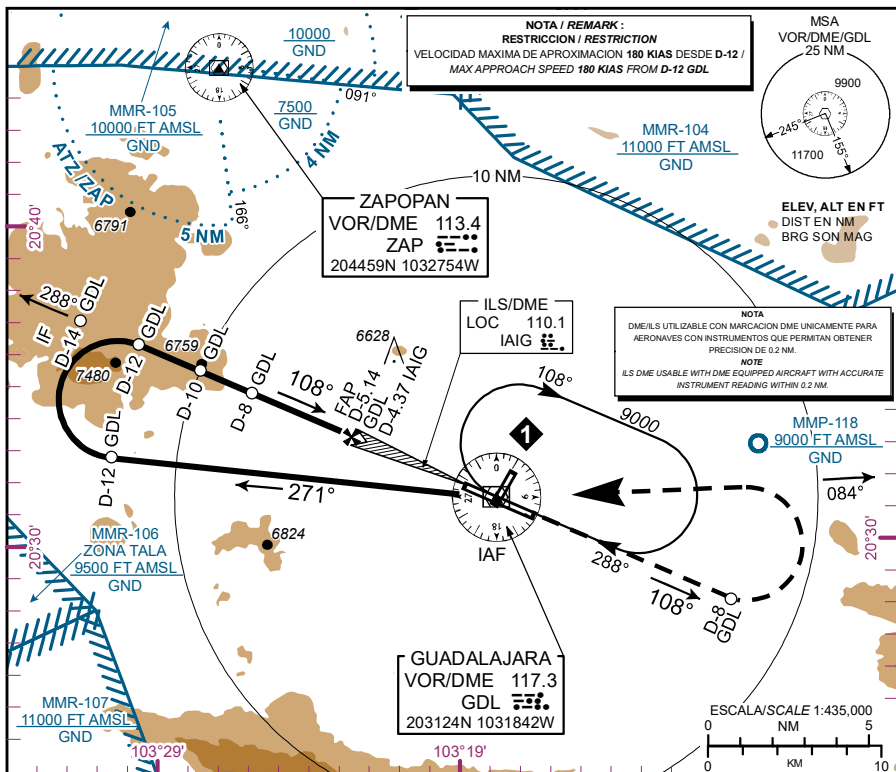 NOTA / REMARK :
RESTRICCION / RESTRICTION
VELOCIDAD MAXIMA DE APROXIMACION 180 KIAS DESDE D-12 /
MAX APPROACH SPEED 180 KIAS FROM D-12 GDL
MSA
VOR/DME/GDL
25 NM
9900
245°
155°
11700
0
18
10000
GND
MMR-105
10000 FT AMSL
GND
091°
7500
GND
4 NM
ATZ/ZAP
5 NM
166°
6791
MMR-104
11000 FT AMSL
GND
10 NM
ELEV, ALT EN FT
DIST EN NM
BRG SON MAG
ZAPOPAN
VOR/DME 113.4
ZAP
204459N 1032754W
20°40'
288°
IF
D-14 GDL
D-12 GDL
6759
7480
D-10 GDL
D-8 GDL
108°
6628
FAP
D-5.14
GDL
D-4.37 IAIG
ILS/DME
LOC 110.1
IAIG
NOTA
DME/ILS UTILIZABLE CON MARCACION DME UNICAMENTE PARA
AERONAVES CON INSTRUMENTOS QUE PERMITAN OBTENER
PRECISION DE 0.2 NM.
NOTE
ILS DME USABLE WITH DME EQUIPPED AIRCRAFT WITH ACCURATE
INSTRUMENT READING WITHIN 0.2 NM.
108°
9000
1
MMP-118
9000 FT AMSL
GND
084°
D-12 GDL
271°
0
9
18
27
IAF
288°
108°
D-8
GDL
6824
MMR-106
ZONA TALA
9500 FT AMSL
GND
20°30'
20°30'
MMR-107
11000 FT AMSL
GND
GUADALAJARA
VOR/DME 117.3
GDL
203124N 1031842W
103°29'
103°19'
ESCALA/SCALE 1:435,000
NM
0 5
0 10
KM